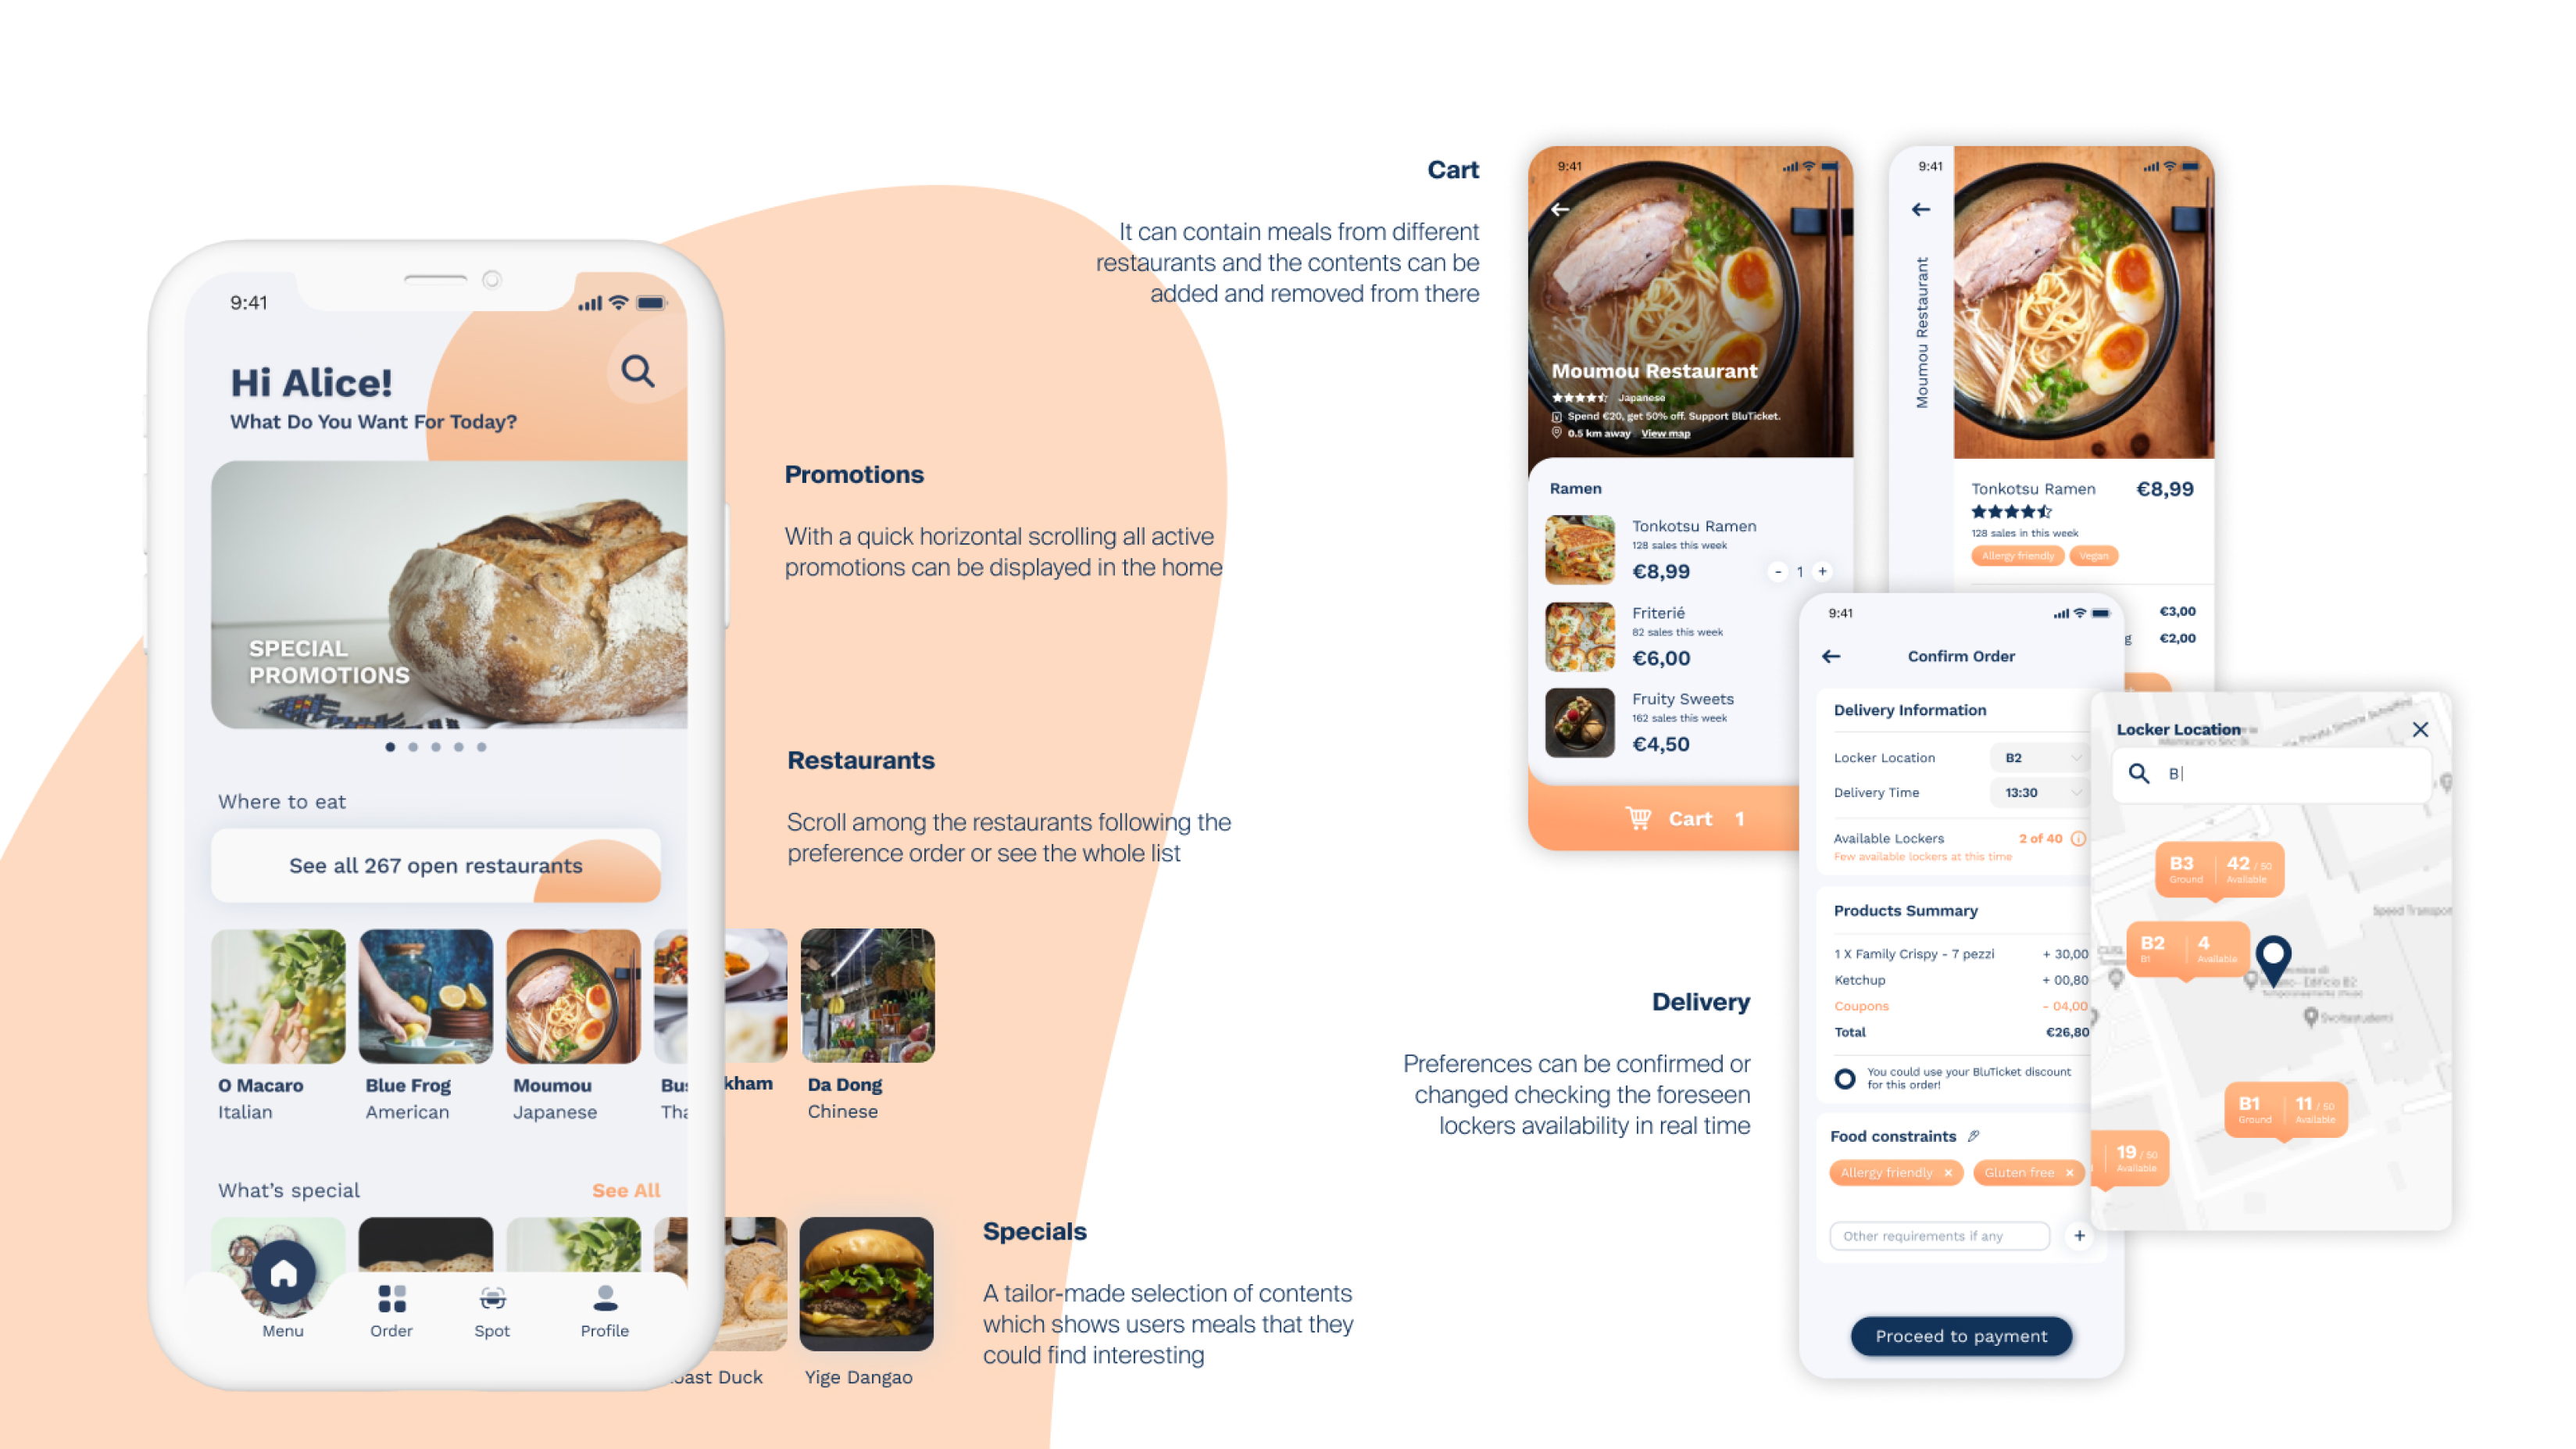 9:41
Hi Alice!
What Do You Want For Today?
SPECIAL
PROMOTIONS
Where to eat
See all 267 open restaurants
O Macaro
Italian
Blue Frog
American
Moumou
Japanese
Da Dong
Chinese
What's special
See All
Menu
Order
Spot
Profile
Duck
Yige Dangao
Promotions
With a quick horizontal scrolling all active
promotions can be displayed in the home
Restaurants
Scroll among the restaurants following the
preference order or see the whole list
Specials
A tailor-made selection of contents
which shows users meals that they
could find interesting
Cart
It can contain meals from different
restaurants and the contents can be
added and removed from there
Delivery
Preferences can be confirmed or
changed checking the foreseen
lockers availability in real time
9:41
Moumou Restaurant
Japanese
Spend €20, get 50% off. Support BluTicket.
0.5 km away View map
Ramen
Tonkotsu Ramen
128 sales this week
€8,99
- 1 +
Friterié
82 sales this week
€6,00
Fruity Sweets
162 sales this week
€4,50
Cart 1
9:41
Moumou Restaurant
Tonkotsu Ramen €8,99
128 sales in this week
Allergy friendly Vegan
€3,00
€2,00
9:41
Confirm Order
Delivery Information
Locker Location B2
Delivery Time 13:30
Available Lockers 2 of 40
Few available lockers at this time
Products Summary
1 X Family Crispy - 7 pezzi + 30,00
Ketchup + 00,80
Coupons - 04,00
Total €26,80
You could use your BluTicket discount
for this order!
Food constraints
Allergy friendly × Gluten free ×
Other requirements if any +
Proceed to payment
Locker Location
B
B3 42 / 50
Ground Available
Speed Transport
B2 4
B1 Available
Edificio B2
Svoltastudenti
B1 11 / 50
Ground Available
19 / 50
Available